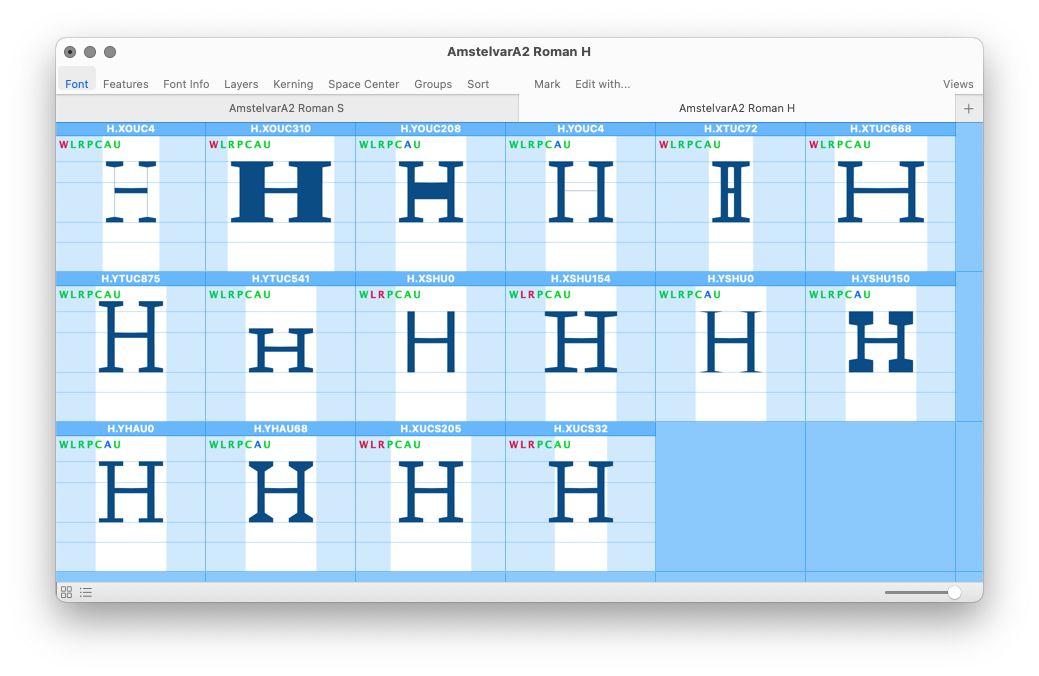 AmstelvarA2 Roman H
Font Features Font Info Layers Kerning Space Center Groups Sort Mark Edit with... Views
AmstelvarA2 Roman S AmstelvarA2 Roman H +
H.XOUC4 H.XOUC310 H.YOUC208 H.YOUC4 H.XTUC72 H.XTUC668
WLRPCAU WLRPCAU WLRPCAU WLRPCAU WLRPCAU WLRPCAU
H H H H H H
H.YTUC875 H.YTUC541 H.XSHU0 H.XSHU154 H.YSHU0 H.YSHU150
WLRPCAU WLRPCAU WLRPCAU WLRPCAU WLRPCAU WLRPCAU
H H H H H H
H.YHAU0 H.YHAU68 H.XUCS205 H.XUCS32
WLRPCAU WLRPCAU WLRPCAU WLRPCAU
H H H H